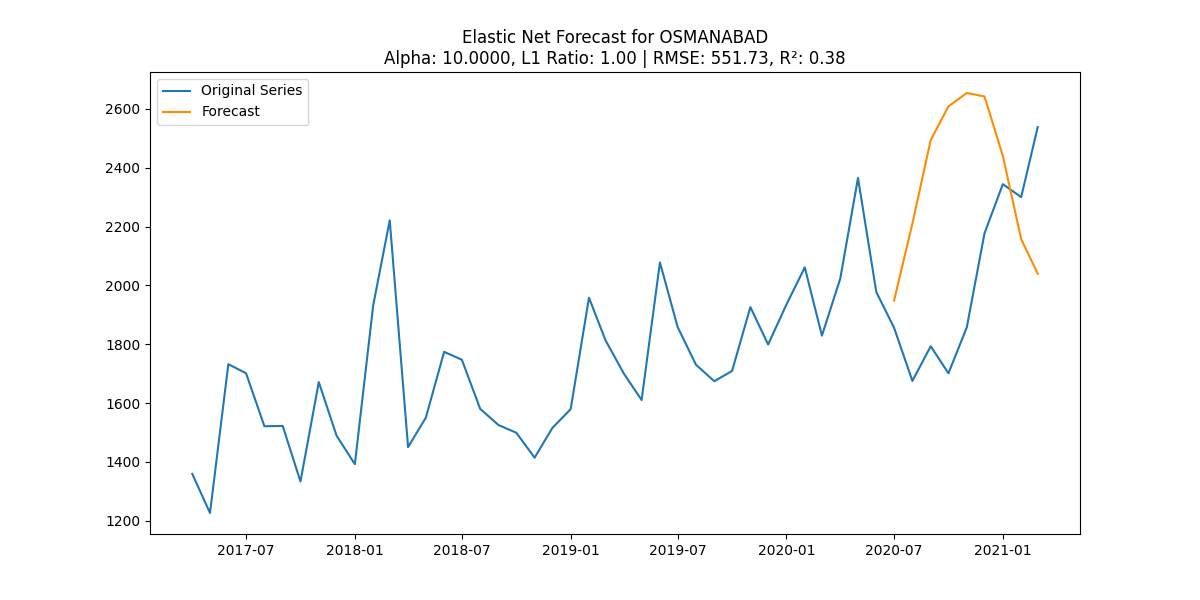 Elastic Net Forecast for OSMANABAD
Alpha: 10.0000, L1 Ratio: 1.00 | RMSE: 551.73, R²: 0.38
Original Series
Forecast
2600
2400
2200
2000
1800
1600
1400
1200
2017-07 2018-01 2018-07 2019-01 2019-07 2020-01 2020-07 2021-01